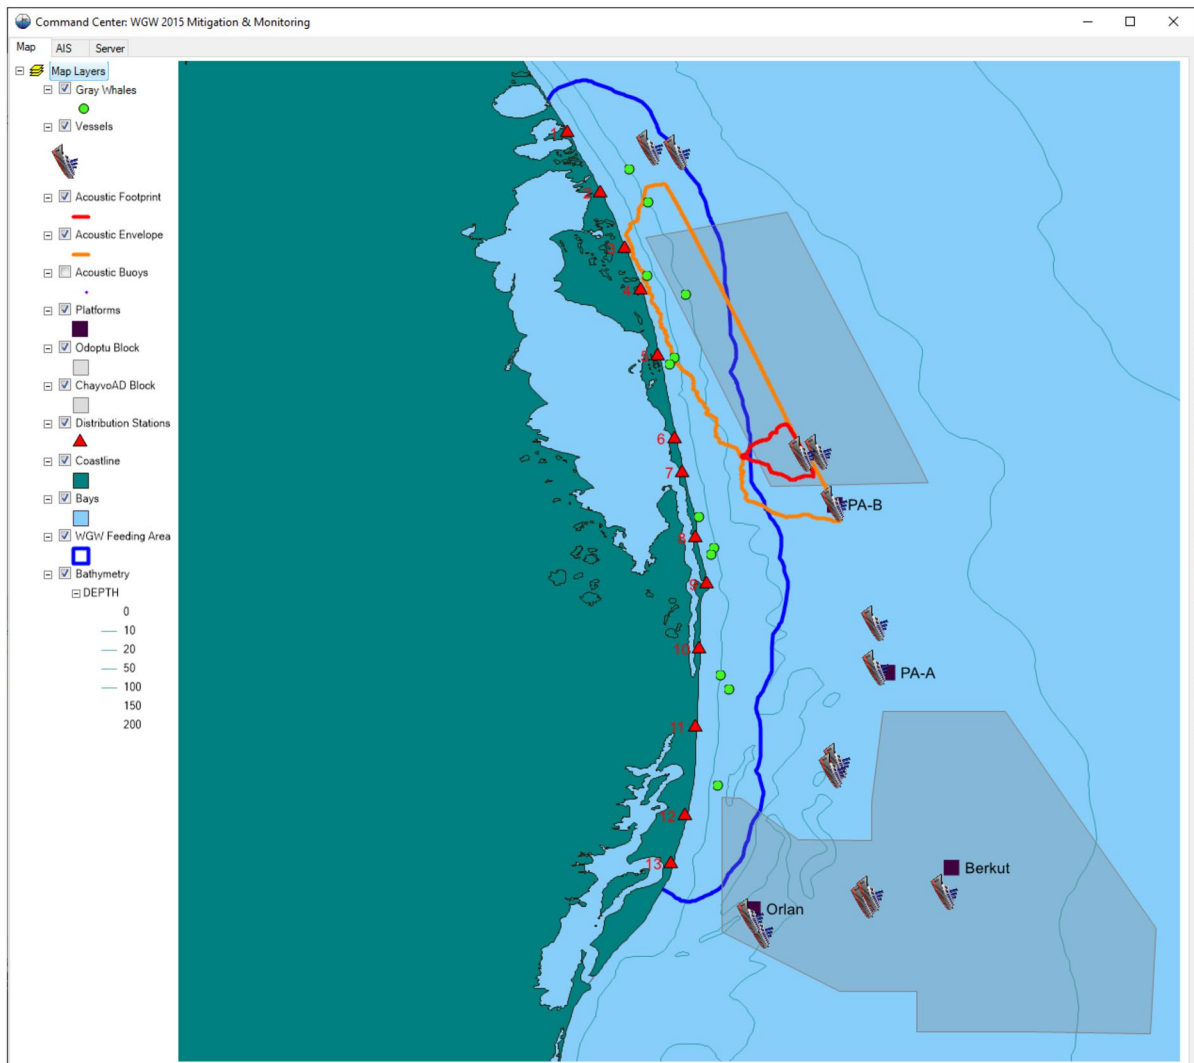 Command Center: WGW 2015 Mitigation & Monitoring
Map AIS Server
Map Layers
Gray Whales
Vessels
Acoustic Footprint
Acoustic Envelope
Acoustic Buoys
Platforms
Odoptu Block
ChayvoAD Block
Distribution Stations
Coastline
Bays
WGW Feeding Area
Bathymetry
DEPTH
0
10
20
50
100
150
200
1
2
3
4
5
6
7
8
9
10
11
12
13
PA-B
PA-A
Berkut
Orlan